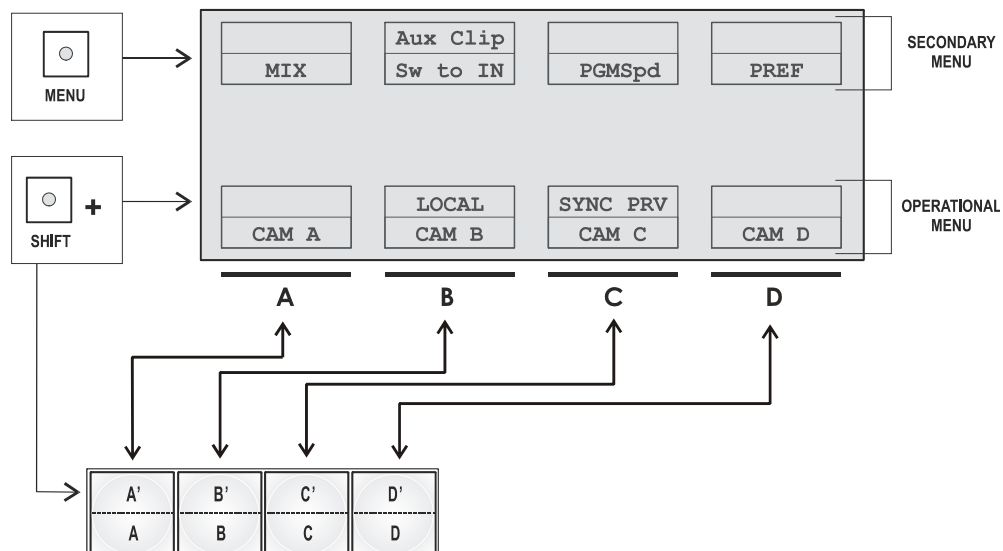 Aux Clip
MIX Sw to IN PGMSpd PREF
SECONDARY
MENU
MENU
LOCAL SYNC PRV
CAM A CAM B CAM C CAM D
OPERATIONAL
MENU
+
SHIFT
A B C D
A' B' C' D'
A B C D